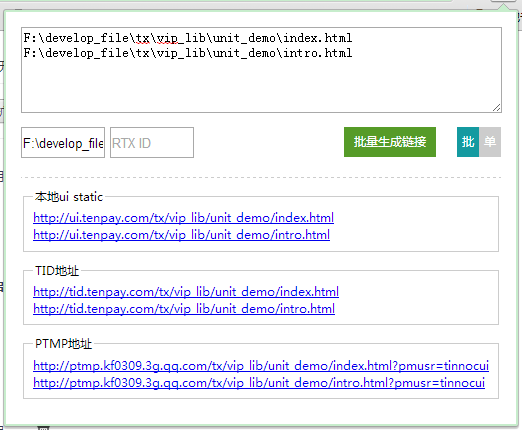 F:\develop_file\tx\vip_lib\unit_demo\index.html
F:\develop_file\tx\vip_lib\unit_demo\intro.html
F:\develop_file RTX ID 批量生成链接 批 单
本地ui static
http://ui.tenpay.com/tx/vip_lib/unit_demo/index.html
http://ui.tenpay.com/tx/vip_lib/unit_demo/intro.html
TID地址
http://tid.tenpay.com/tx/vip_lib/unit_demo/index.html
http://tid.tenpay.com/tx/vip_lib/unit_demo/intro.html
PTMP地址
http://ptmp.kf0309.3g.qq.com/tx/vip_lib/unit_demo/index.html?pmusr=tinnocui
http://ptmp.kf0309.3g.qq.com/tx/vip_lib/unit_demo/intro.html?pmusr=tinnocui